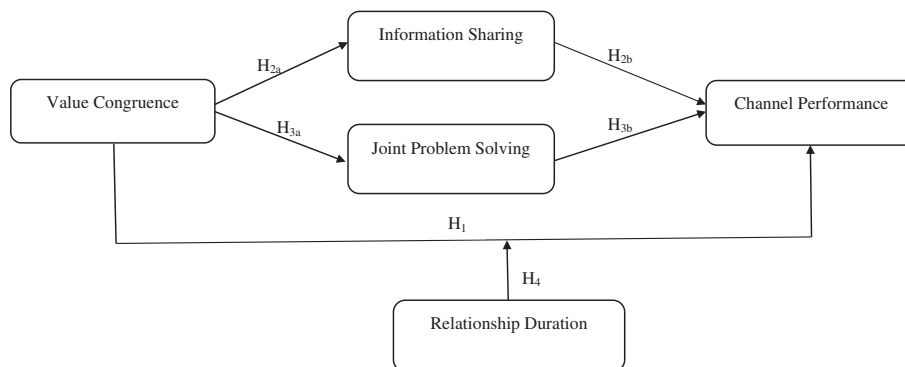 Information Sharing
H2a
H2b
Value Congruence
Channel Performance
H3a
Joint Problem Solving
H3b
H1
H4
Relationship Duration